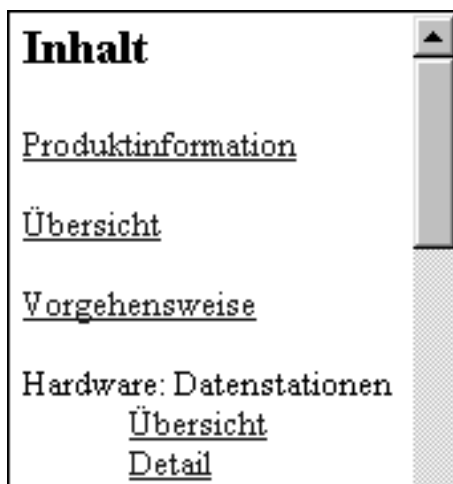 Inhalt
Produktinformation
Übersicht
Vorgehensweise
Hardware: Datenstationen
Übersicht
Detail